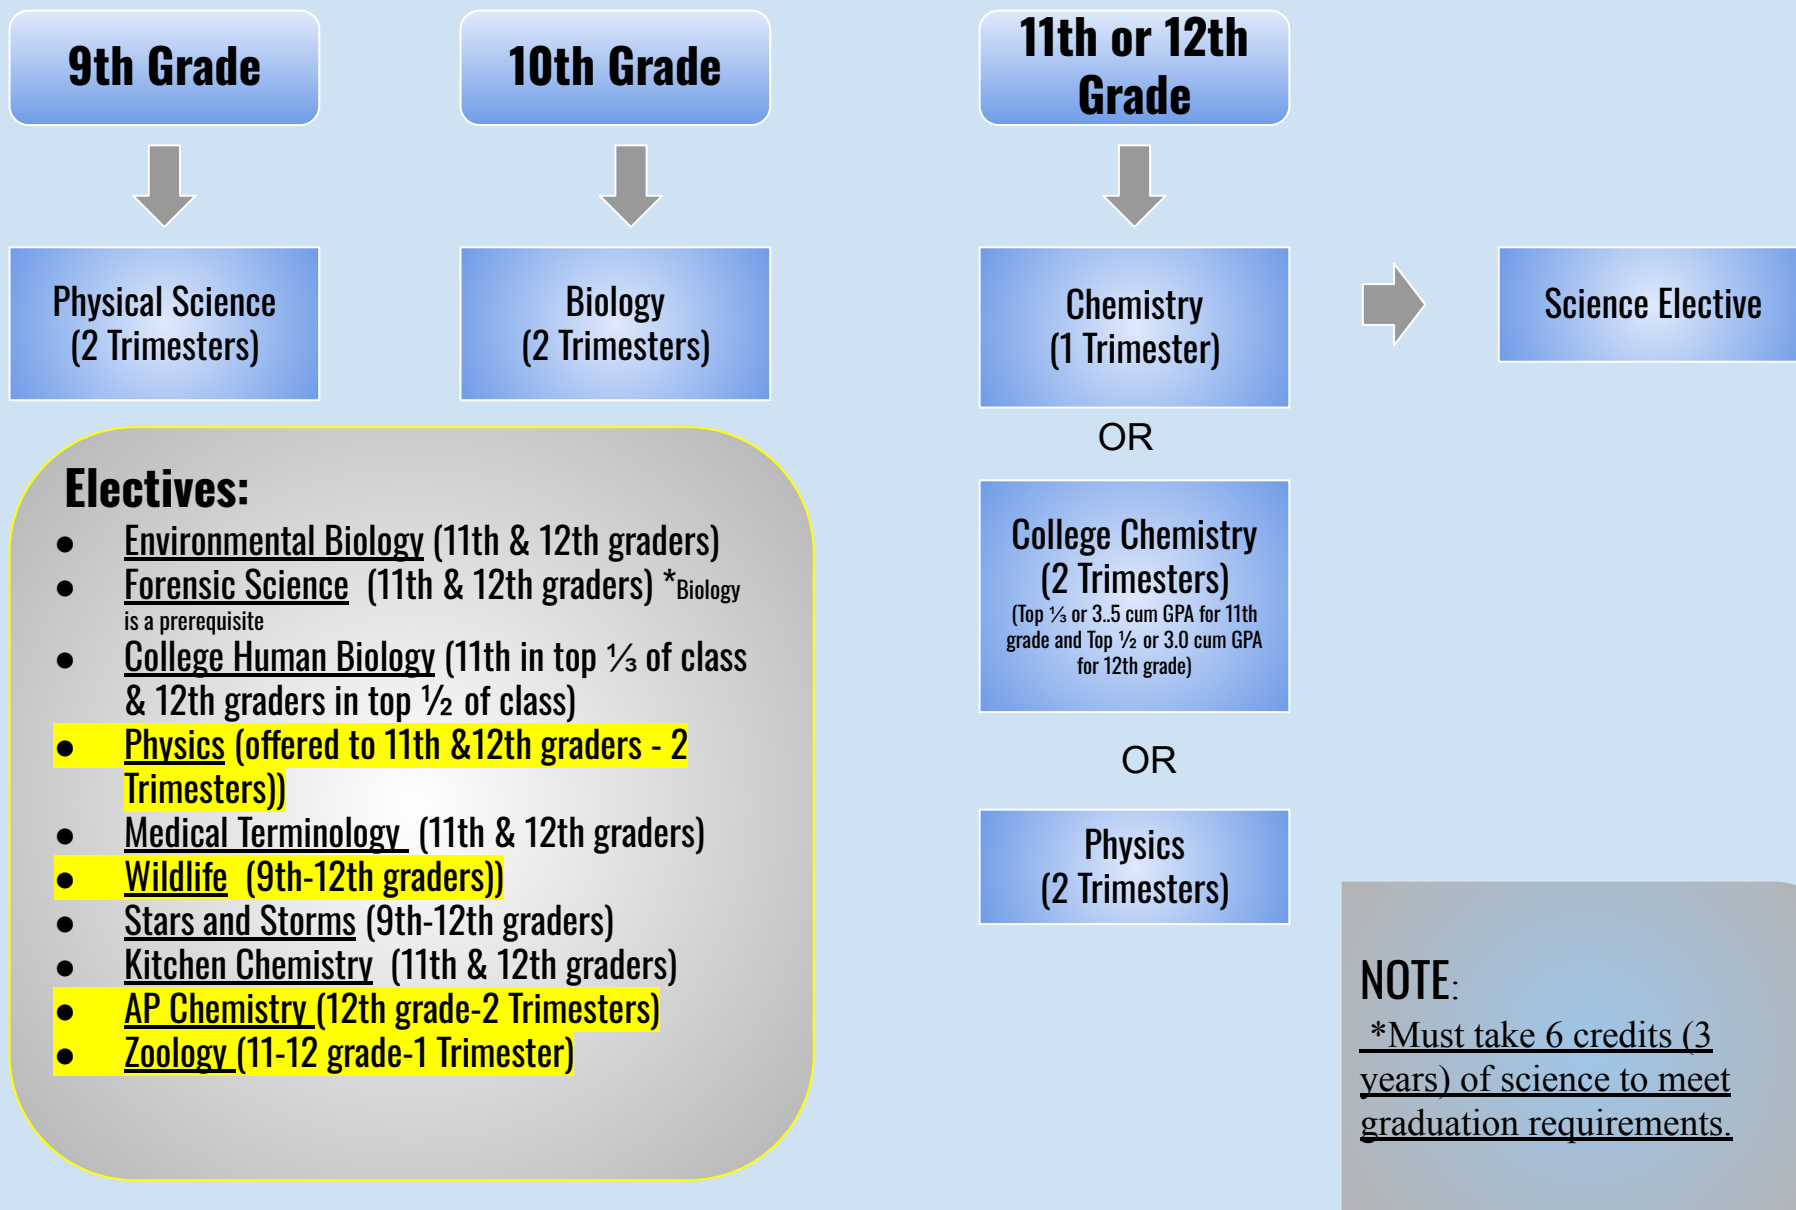 9th Grade
10th Grade
11th or 12th
Grade
Physical Science
(2 Trimesters)
Biology
(2 Trimesters)
Chemistry
(1 Trimester)
Science Elective
OR
College Chemistry
(2 Trimesters)
(Top ⅓ or 3..5 cum GPA for 11th
grade and Top ½ or 3.0 cum GPA
for 12th grade)
OR
Physics
(2 Trimesters)
Electives:
● Environmental Biology (11th & 12th graders)
● Forensic Science (11th & 12th graders) *Biology
is a prerequisite
● College Human Biology (11th in top ⅓ of class
& 12th graders in top ½ of class)
● Physics (offered to 11th &12th graders - 2
Trimesters))
● Medical Terminology (11th & 12th graders)
● Wildlife (9th-12th graders))
● Stars and Storms (9th-12th graders)
● Kitchen Chemistry (11th & 12th graders)
● AP Chemistry (12th grade-2 Trimesters)
● Zoology (11-12 grade-1 Trimester)
NOTE:
*Must take 6 credits (3
years) of science to meet
graduation requirements.